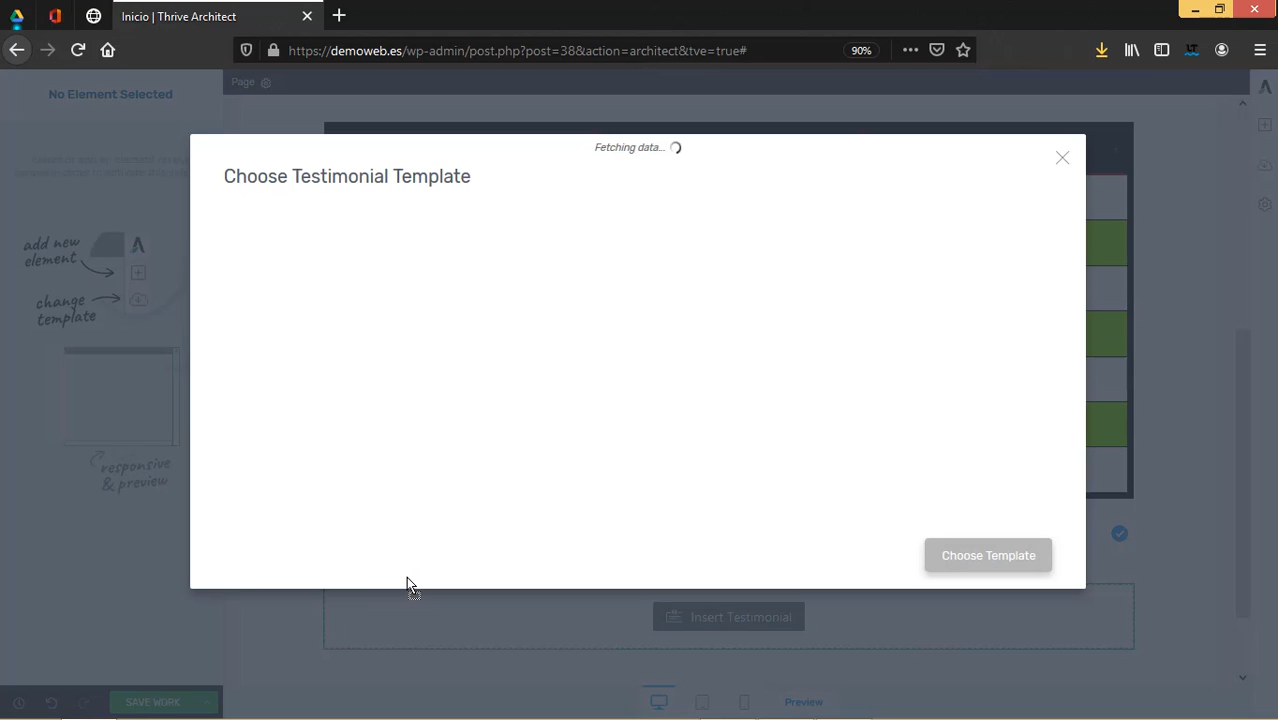 Inicio | Thrive Architect
https://demoweb.es/wp-admin/post.php?post=38&action=architect&tve=true#
90%
No Element Selected
Page
Fetching data...
Choose Testimonial Template
add new
element
change
template
responsive
& preview
Choose Template
Insert Testimonial
SAVE WORK
Preview